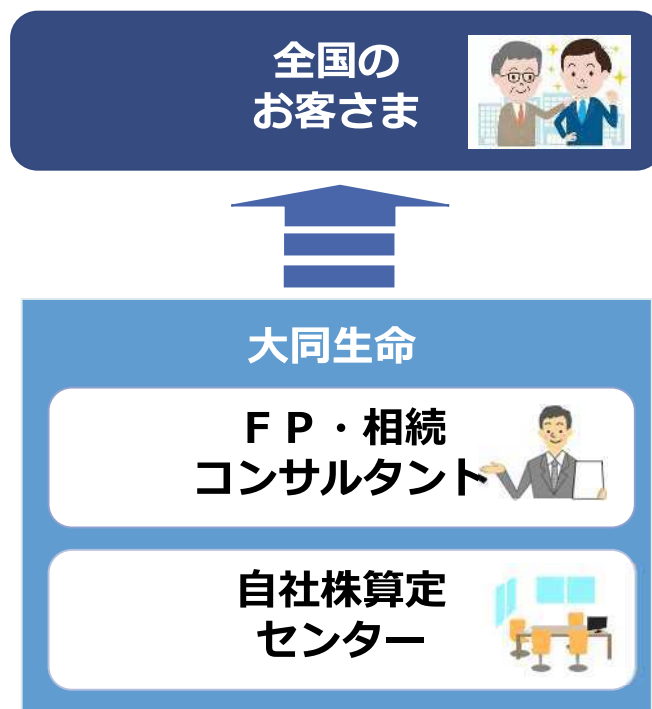 全国の
お客さま
大同生命
ＦＰ・相続
コンサルタント
自社株算定
センター